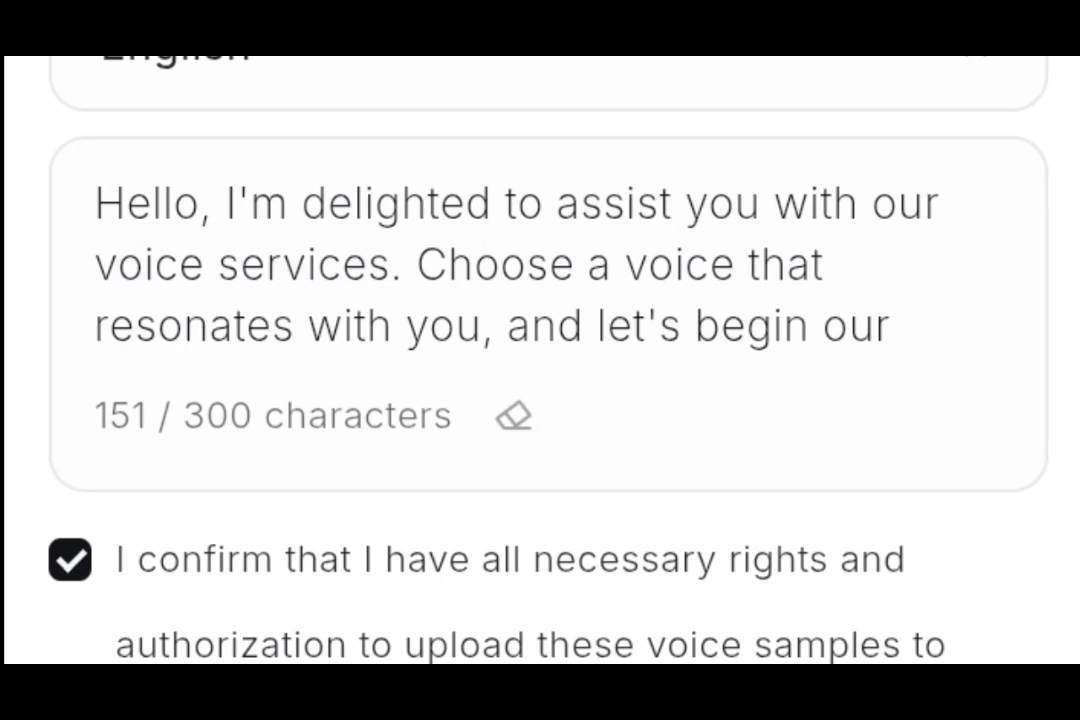 English
Hello, I'm delighted to assist you with our
voice services. Choose a voice that
resonates with you, and let's begin our
151 / 300 characters
I confirm that I have all necessary rights and
authorization to upload these voice samples to